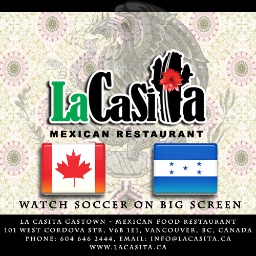 LaCasita
MEXICAN RESTAURANT
WATCH SOCCER ON BIG SCREEN
LA CASITA GASTOWN - MEXICAN FOOD RESTAURANT
101 WEST CORDOVA STR, V6B 1E1, VANCOUVER, BC, CANADA
PHONE: 604 646 2444, EMAIL: INFO@LACASITA.CA
WWW.LACASITA.CA